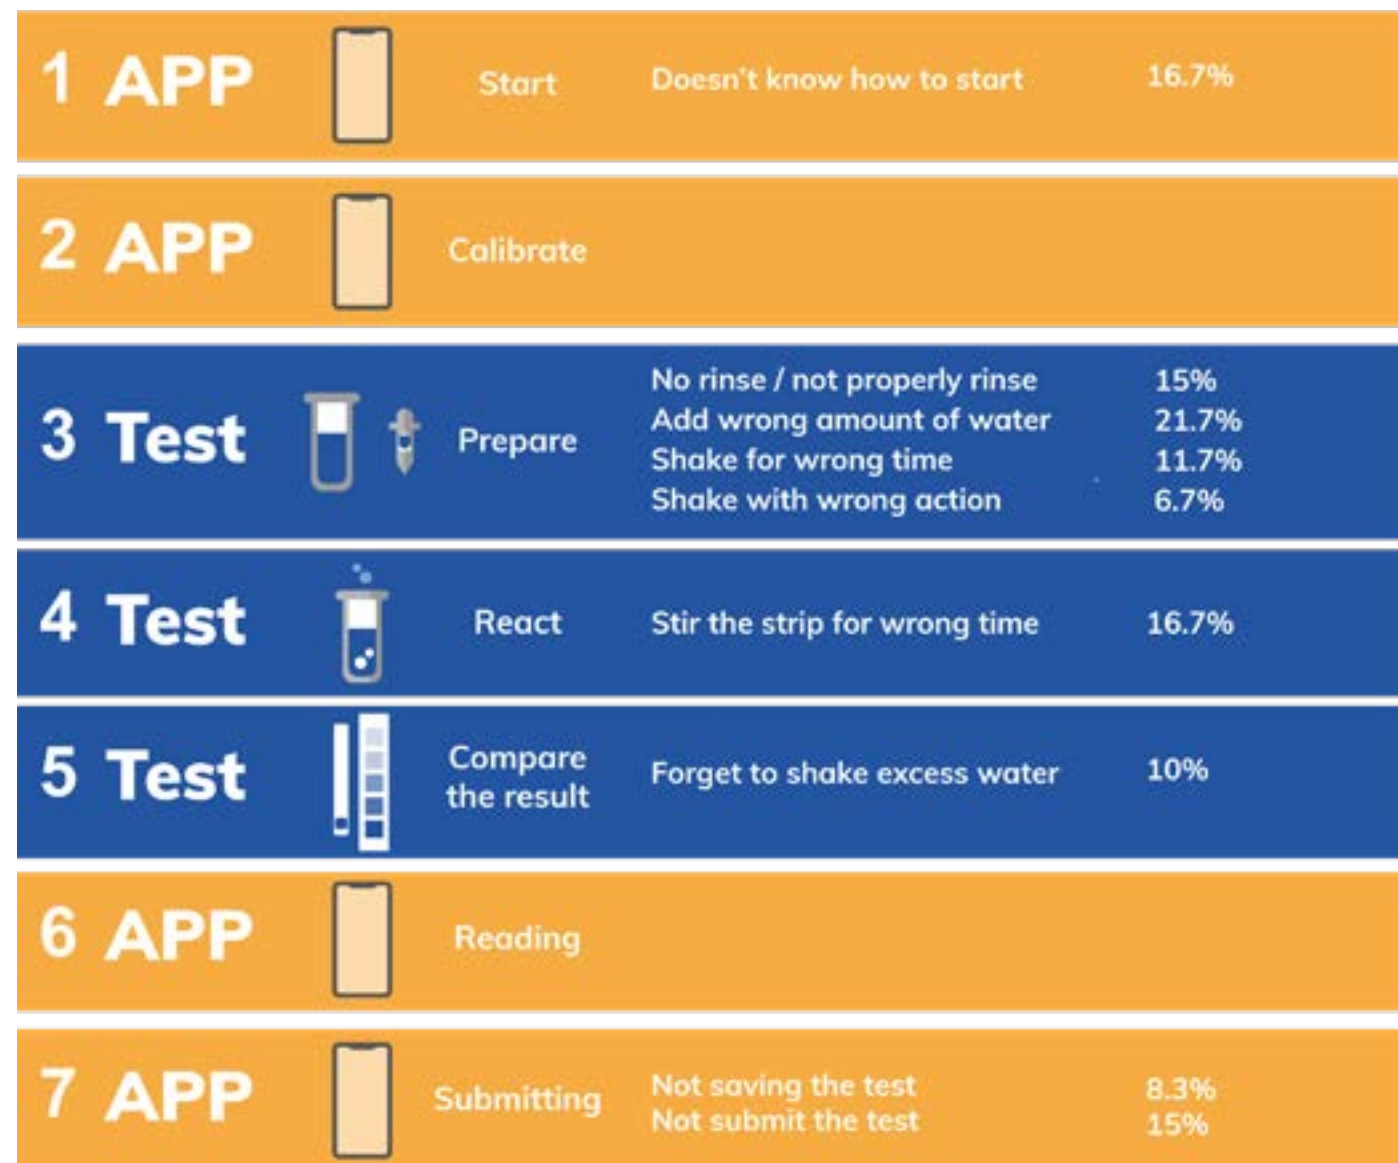 1 APP Start Doesn't know how to start 16.7%
2 APP Calibrate
3 Test Prepare
No rinse / not properly rinse 15%
Add wrong amount of water 21.7%
Shake for wrong time 11.7%
Shake with wrong action 6.7%
4 Test React Stir the strip for wrong time 16.7%
5 Test Compare
the result Forget to shake excess water 10%
6 APP Reading
7 APP Submitting
Not saving the test 8.3%
Not submit the test 15%